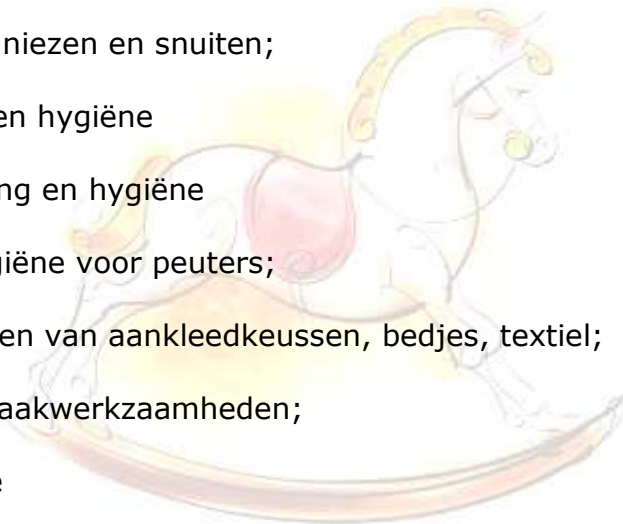 niezen en snuiten;
en hygiëne
ng en hygiëne
giëne voor peuters;
en van aankleedkeussen, bedjes, textiel;
aakwerkzaamheden;
e